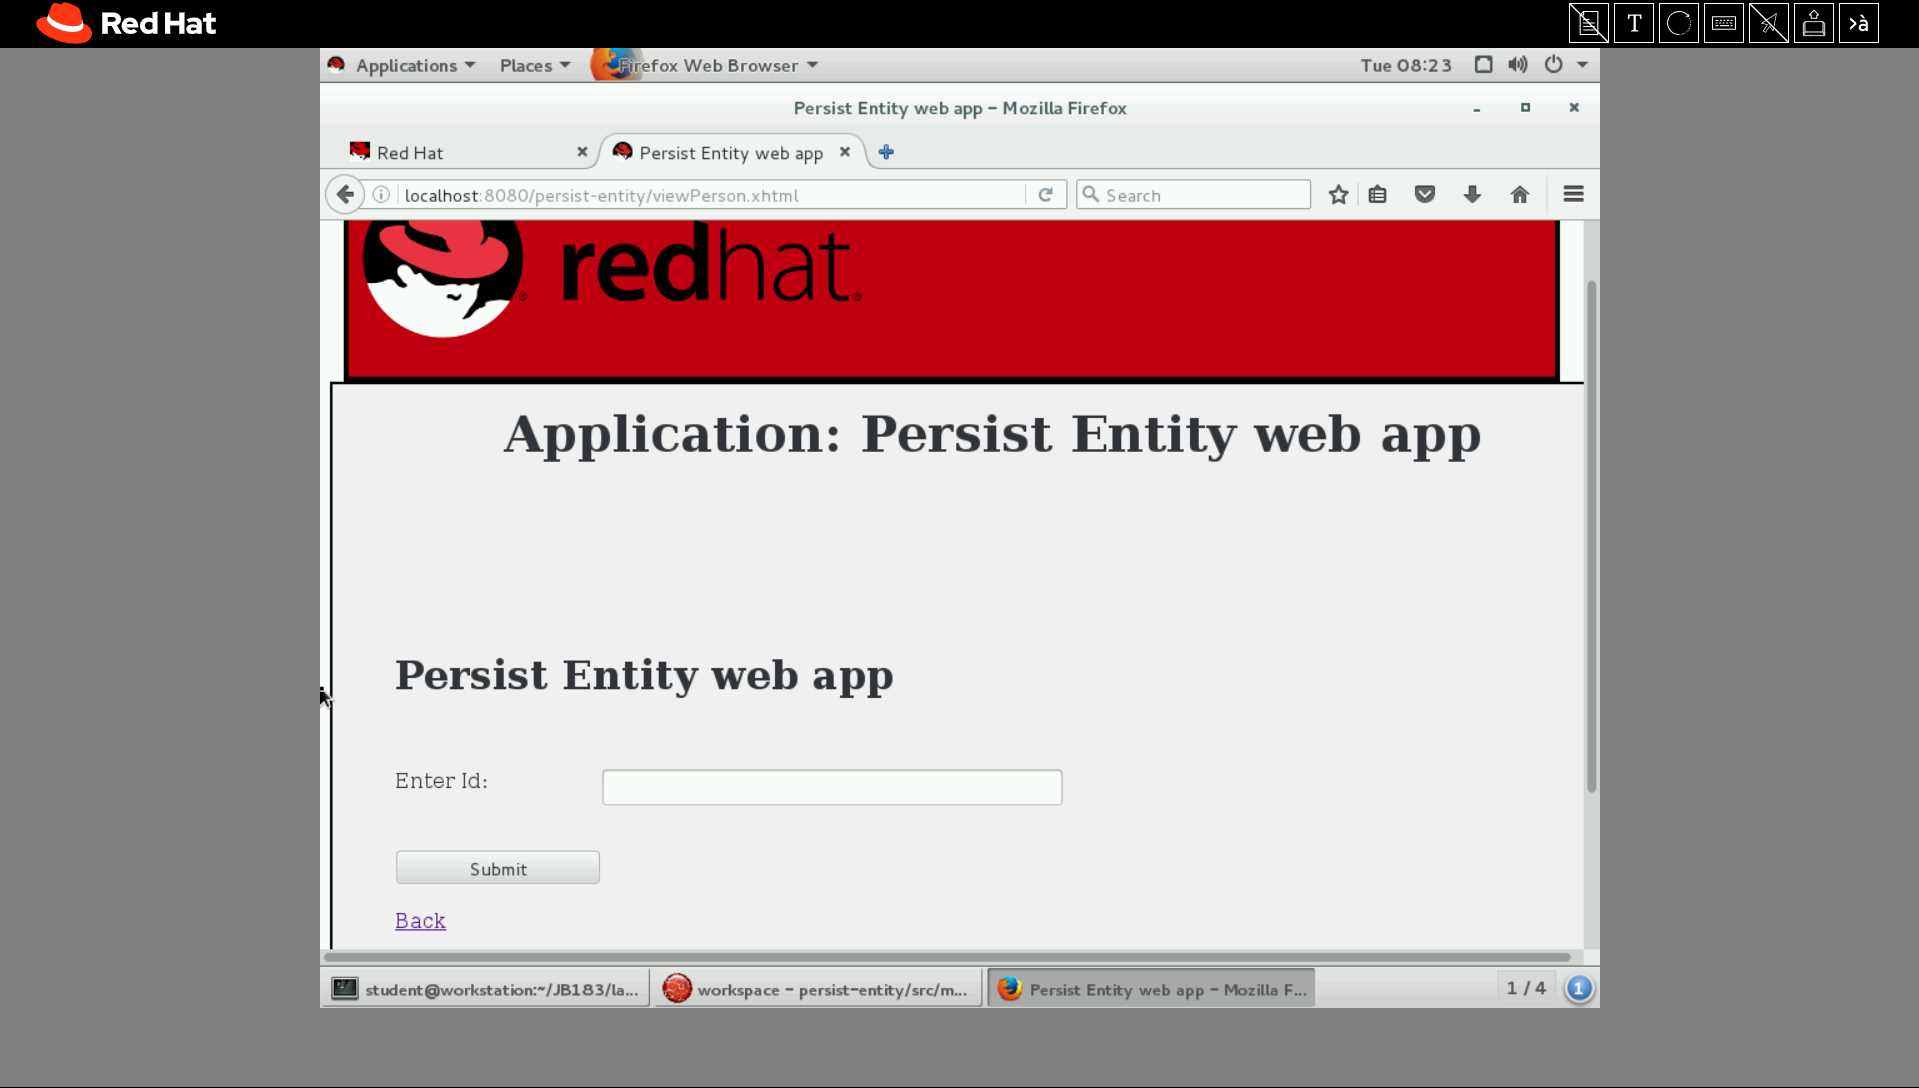 Red Hat
T
>à
Applications Places Firefox Web Browser Tue 08:23
Persist Entity web app – Mozilla Firefox
Red Hat
Persist Entity web app
localhost:8080/persist-entity/viewPerson.xhtml
Search
redhat.
Application: Persist Entity web app
Persist Entity web app
Enter Id:
Submit
Back
student@workstation:~/JB183/la...
workspace – persist-entity/src/m...
Persist Entity web app – Mozilla F...
1 / 4
1